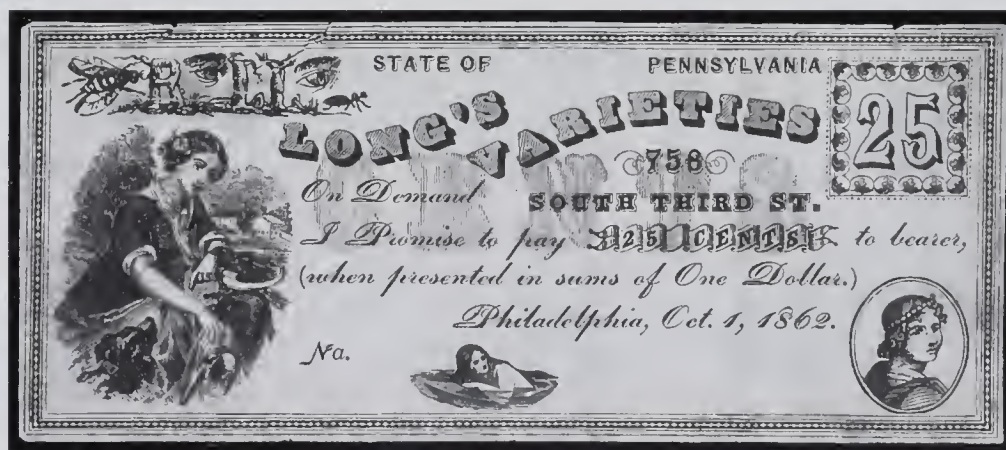 STATE OF PENNSYLVANIA
LONG'S VARIETIES
25
758
On Demand SOUTH THIRD ST.
I Promise to pay 25 CENTS to bearer,
(when presented in sums of One Dollar.)
Philadelphia, Oct. 1, 1862.
No.